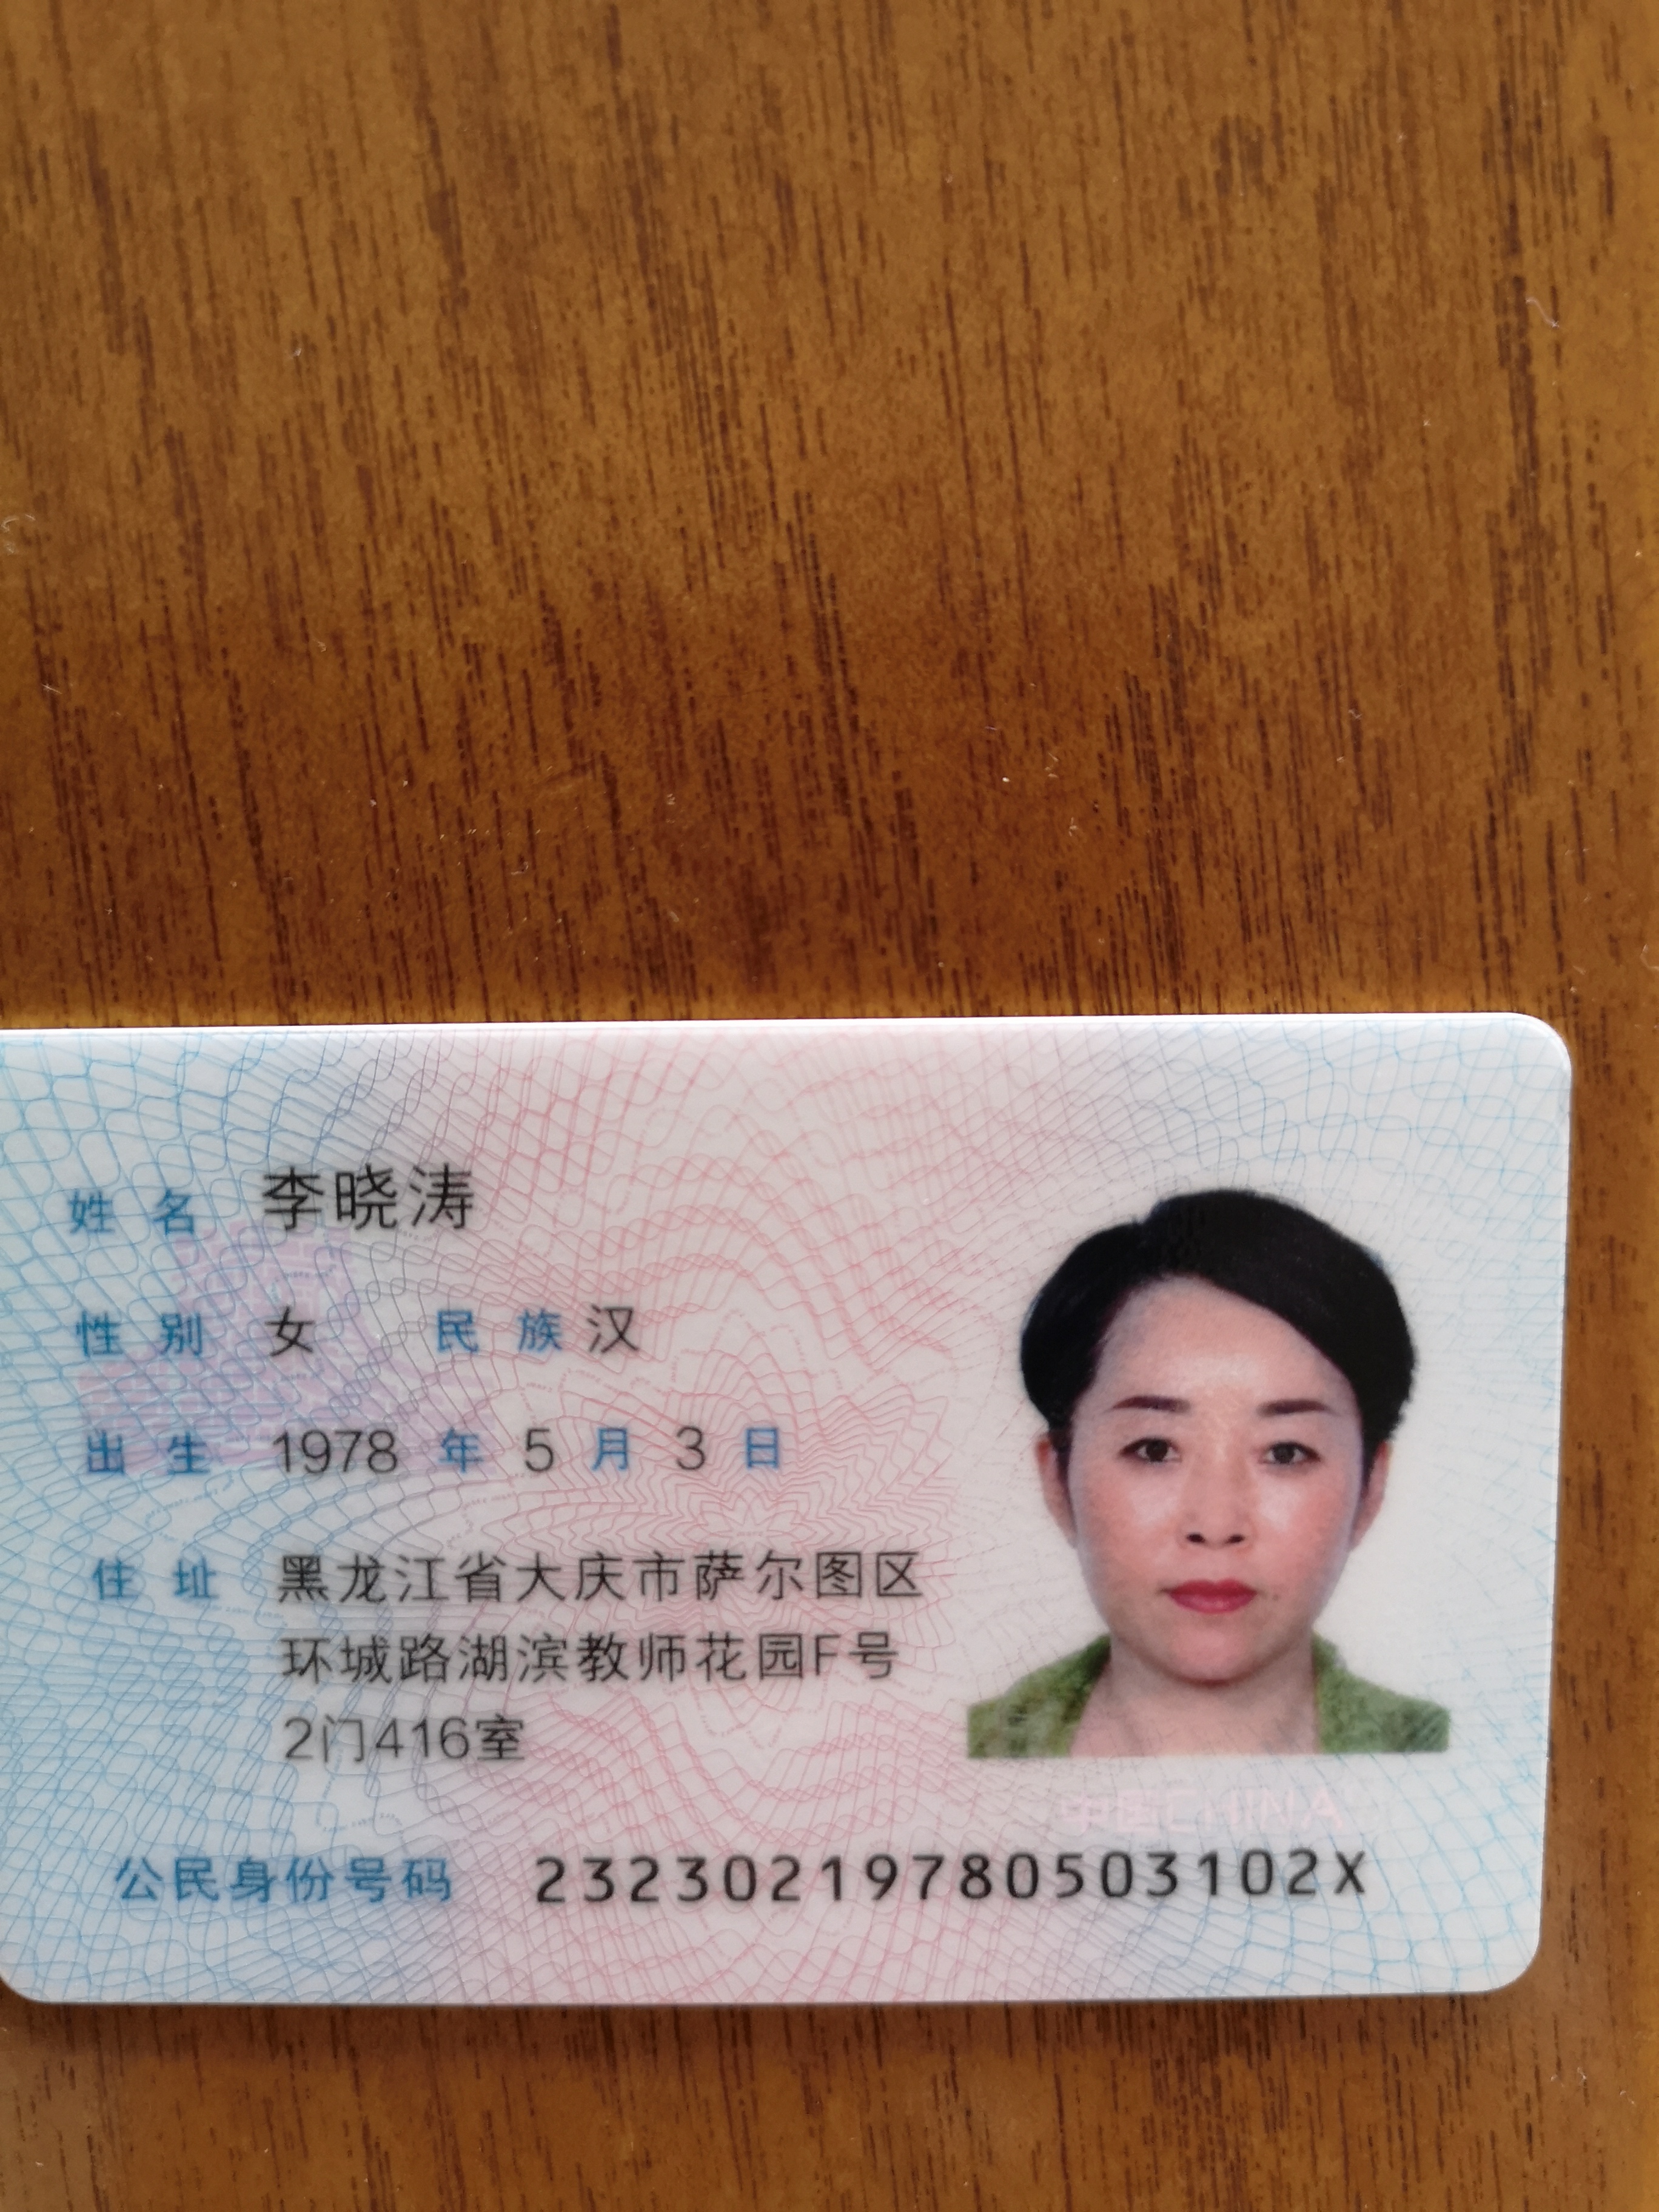 姓名 李晓涛
性别 女 民族 汉
出生 1978 年 5 月 3 日
住址 黑龙江省大庆市萨尔图区
环城路湖滨教师花园F号
2门416室
中国CHINA
公民身份号码 23230219780503102X